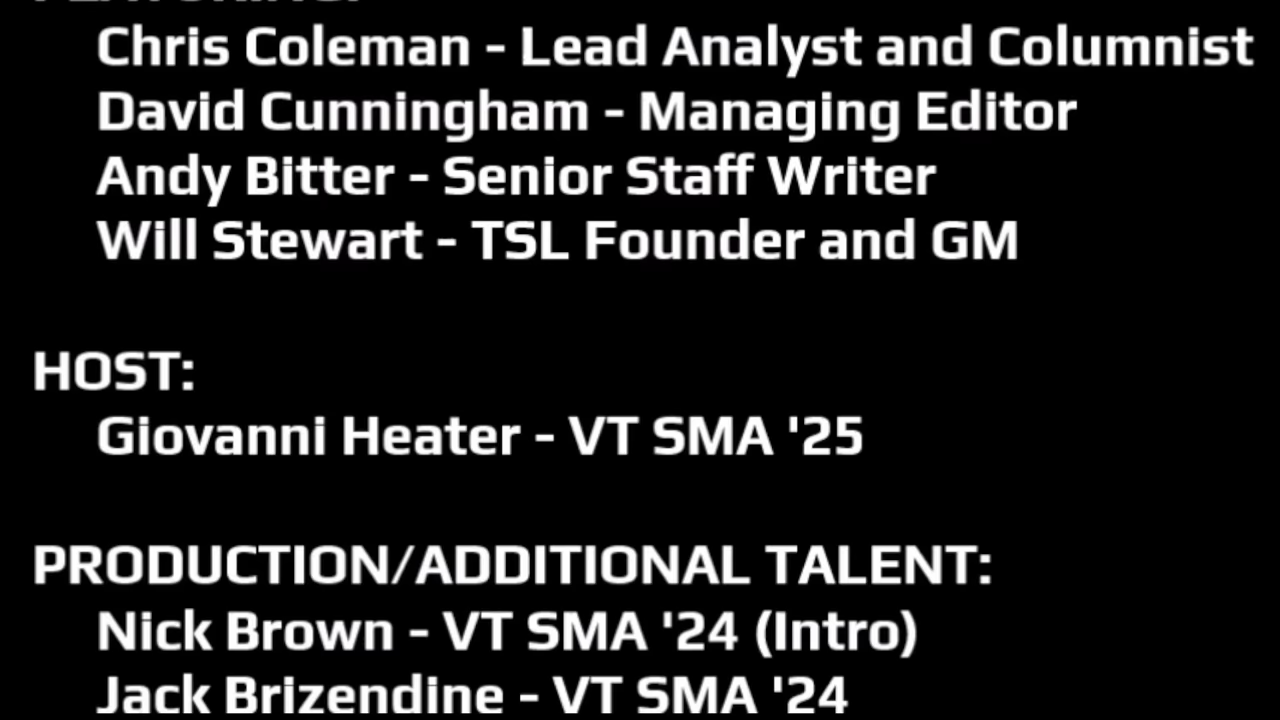 Chris Coleman - Lead Analyst and Columnist
David Cunningham - Managing Editor
Andy Bitter - Senior Staff Writer
Will Stewart - TSL Founder and GM
HOST:
Giovanni Heater - VT SMA '25
PRODUCTION/ADDITIONAL TALENT:
Nick Brown - VT SMA '24 (Intro)
Jack Brizendine - VT SMA '24